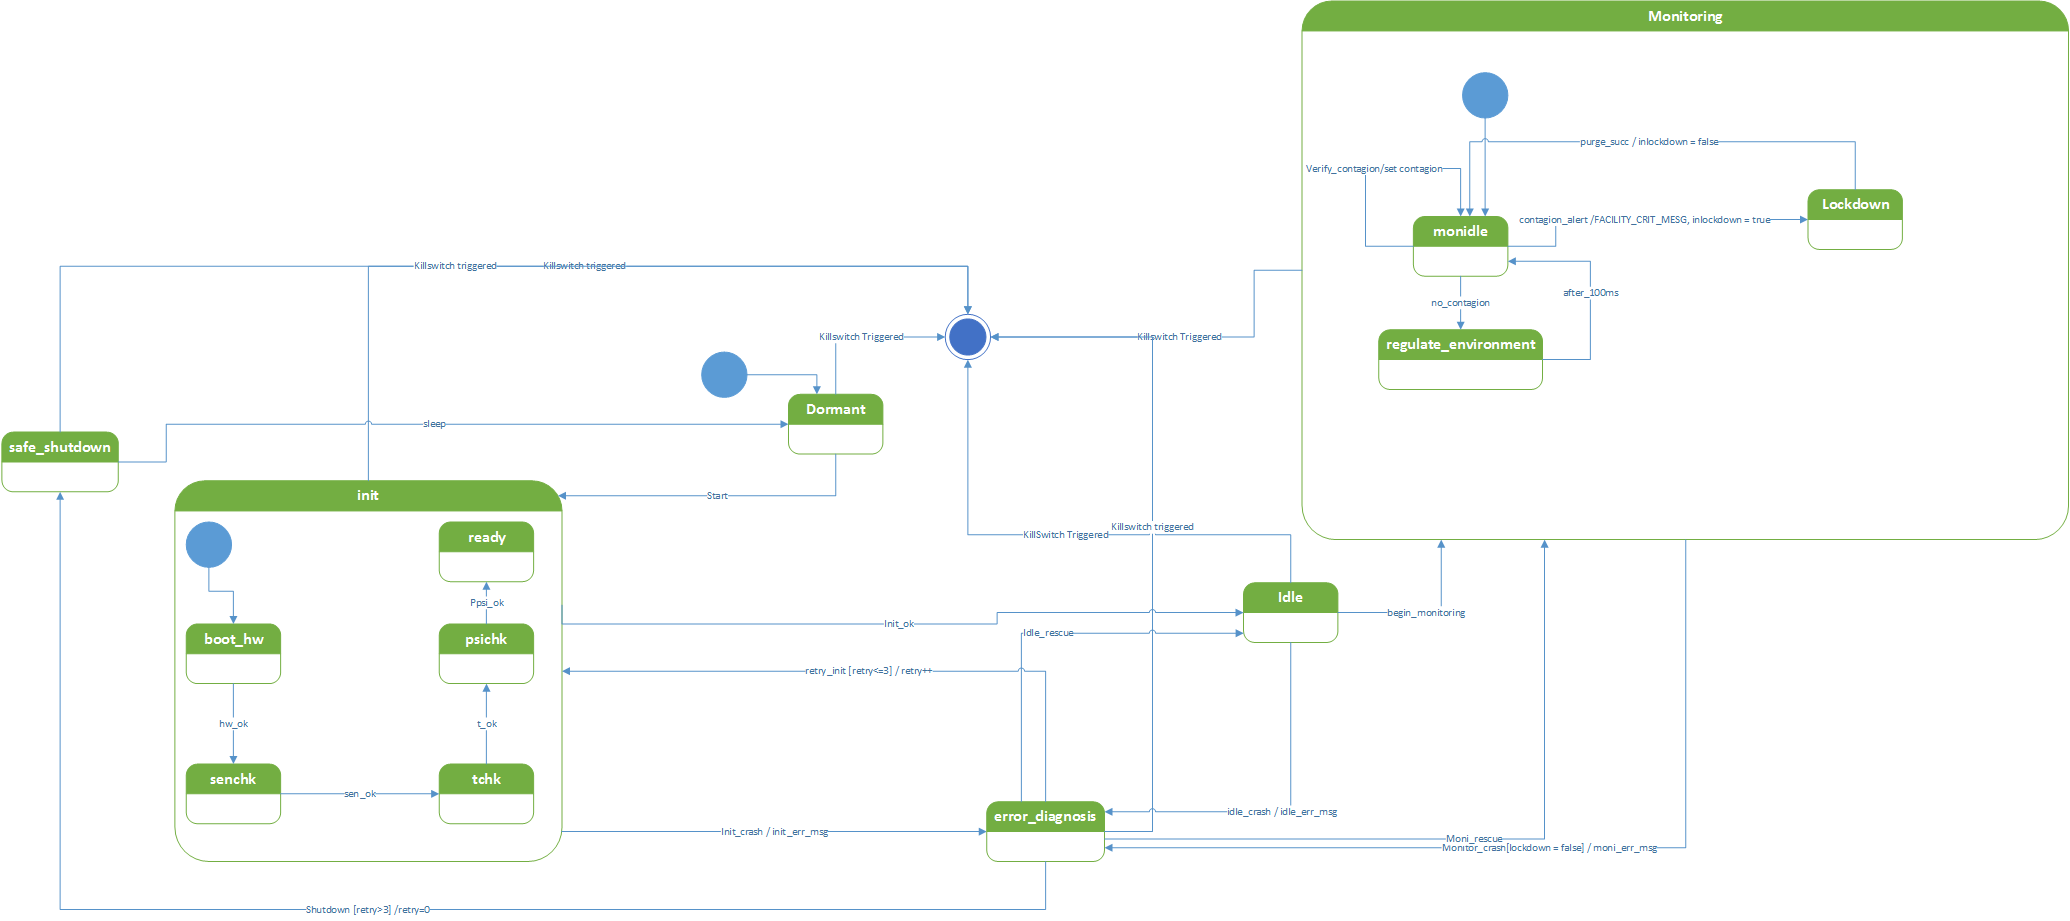 Monitoring
purge_succ / inlockdown = false
Verify_contagion/set contagion
Lockdown
contagion_alert /FACILITY_CRIT_MESG, inlockdown = true
monidle
Killswitch triggered
Killswitch triggered
after_100ms
no_contagion
Killswitch Triggered
Killswitch Triggered
regulate_environment
Dormant
sleep
safe_shutdown
init
Start
Killswitch triggered
KillSwitch Triggered
ready
Idle
Ppsi_ok
begin_monitoring
Init_ok
Idle_rescue
boot_hw
psichk
retry_init [retry<=3] / retry++
hw_ok
t_ok
senchk
tchk
sen_ok
idle_crash / idle_err_msg
error_diagnosis
Init_crash / init_err_msg
Moni_rescue
Monitor_crash[lockdown = false] / moni_err_msg
Shutdown [retry>3] /retry=0